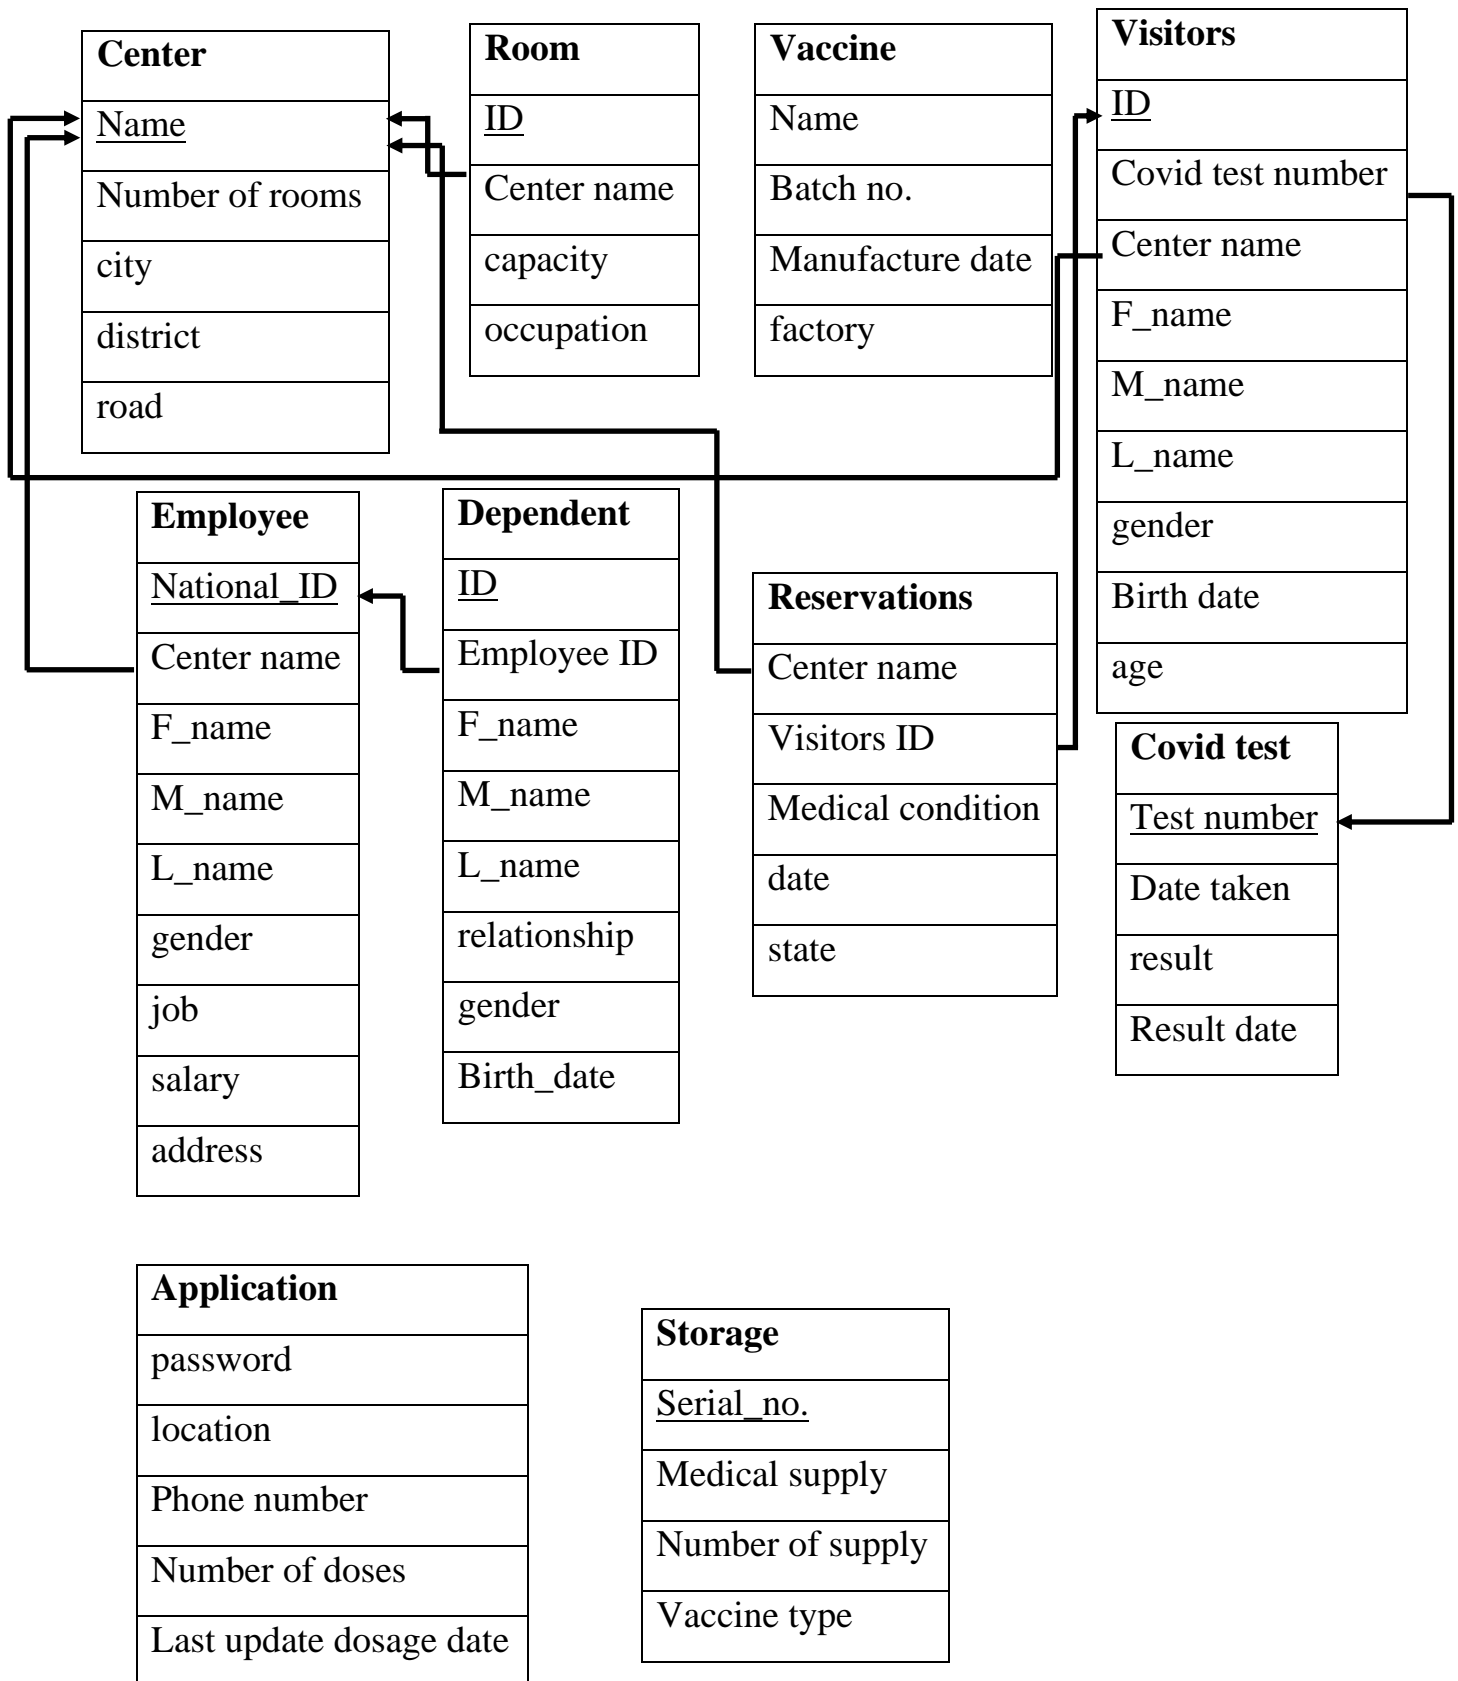 Center
Name
Number of rooms
city
district
road
Room
ID
Center name
capacity
occupation
Vaccine
Name
Batch no.
Manufacture date
factory
Visitors
ID
Covid test number
Center name
F_name
M_name
L_name
gender
Birth date
age
Employee
National_ID
Center name
F_name
M_name
L_name
gender
job
salary
address
Dependent
ID
Employee ID
F_name
M_name
L_name
relationship
gender
Birth_date
Reservations
Center name
Visitors ID
Medical condition
date
state
Covid test
Test number
Date taken
result
Result date
Application
password
location
Phone number
Number of doses
Last update dosage date
Storage
Serial_no.
Medical supply
Number of supply
Vaccine type